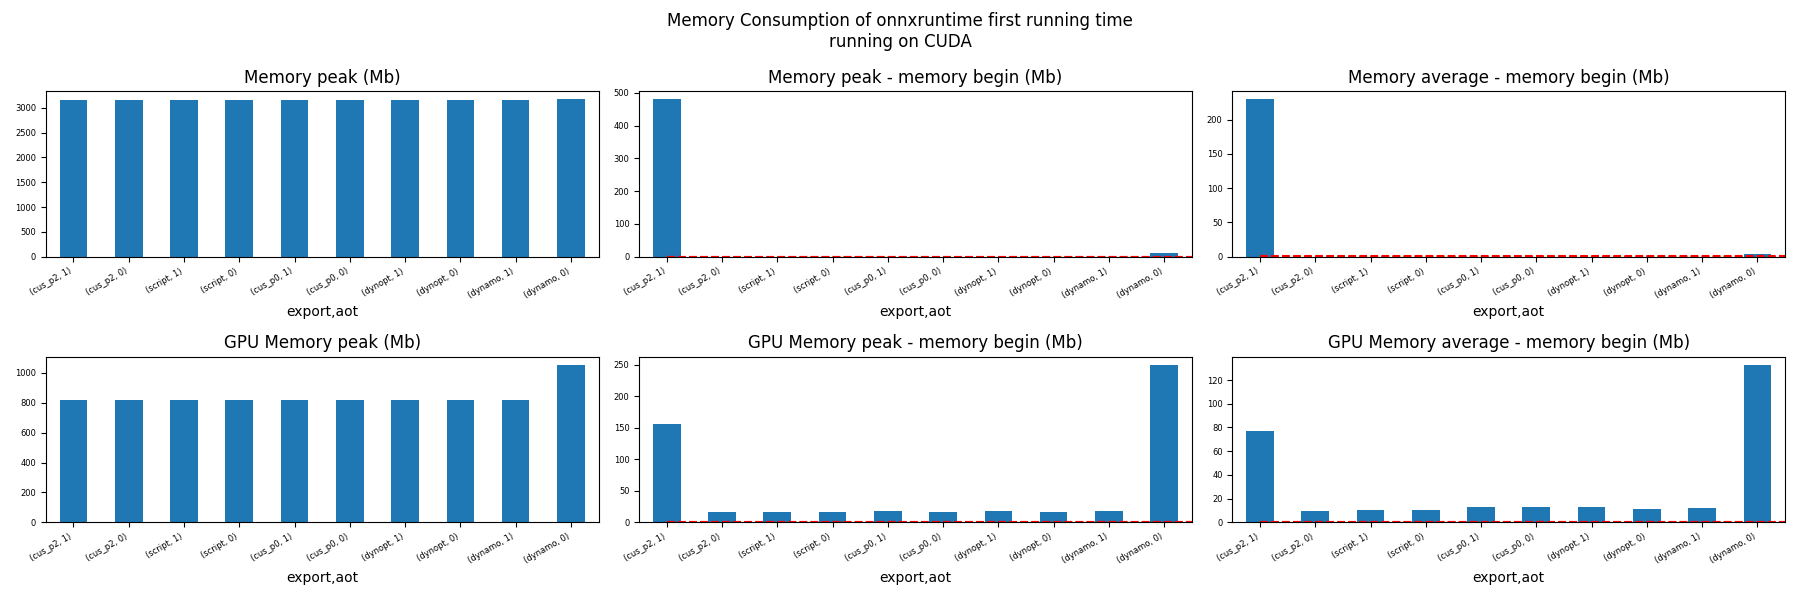 Memory Consumption of onnxruntime first running time
running on CUDA
Memory peak (Mb)
3000
2500
2000
1500
1000
500
0
(cus_p2, 1)
(cus_p2, 0)
(script, 1)
(script, 0)
(cus_p0, 1)
(cus_p0, 0)
(dynopt, 1)
(dynopt, 0)
(dynamo, 1)
(dynamo, 0)
export,aot
Memory peak - memory begin (Mb)
500
400
300
200
100
0
(cus_p2, 1)
(cus_p2, 0)
(script, 1)
(script, 0)
(cus_p0, 1)
(cus_p0, 0)
(dynopt, 1)
(dynopt, 0)
(dynamo, 1)
(dynamo, 0)
export,aot
Memory average - memory begin (Mb)
200
150
100
50
0
(cus_p2, 1)
(cus_p2, 0)
(script, 1)
(script, 0)
(cus_p0, 1)
(cus_p0, 0)
(dynopt, 1)
(dynopt, 0)
(dynamo, 1)
(dynamo, 0)
export,aot
GPU Memory peak (Mb)
1000
800
600
400
200
0
(cus_p2, 1)
(cus_p2, 0)
(script, 1)
(script, 0)
(cus_p0, 1)
(cus_p0, 0)
(dynopt, 1)
(dynopt, 0)
(dynamo, 1)
(dynamo, 0)
export,aot
GPU Memory peak - memory begin (Mb)
250
200
150
100
50
0
(cus_p2, 1)
(cus_p2, 0)
(script, 1)
(script, 0)
(cus_p0, 1)
(cus_p0, 0)
(dynopt, 1)
(dynopt, 0)
(dynamo, 1)
(dynamo, 0)
export,aot
GPU Memory average - memory begin (Mb)
120
100
80
60
40
20
0
(cus_p2, 1)
(cus_p2, 0)
(script, 1)
(script, 0)
(cus_p0, 1)
(cus_p0, 0)
(dynopt, 1)
(dynopt, 0)
(dynamo, 1)
(dynamo, 0)
export,aot